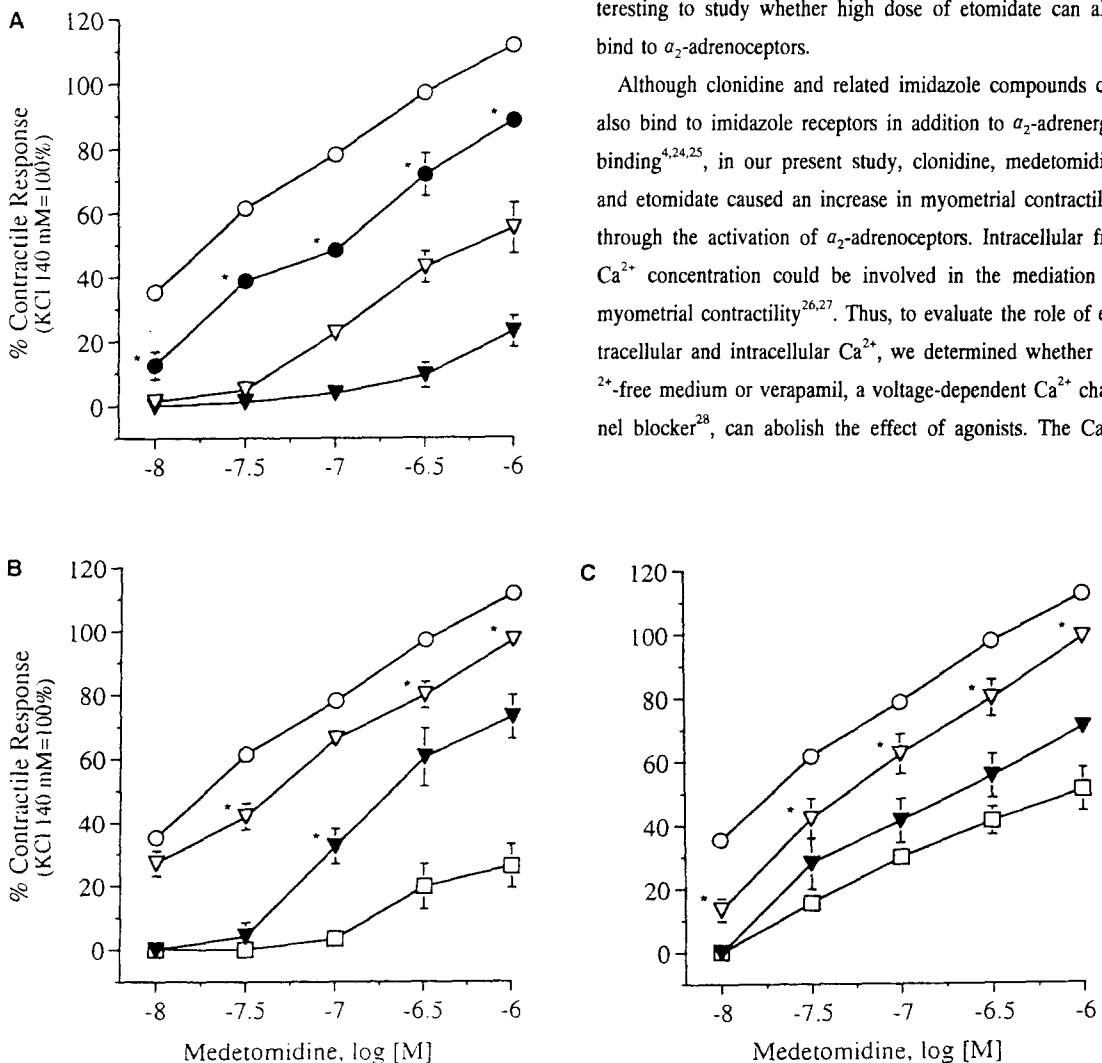 A
120
100
80
60
40
20
0
% Contractile Response
(KCl 140 mM=100%)
* * * * *
-8 -7.5 -7 -6.5 -6
teresting to study whether high dose of etomidate can al
bind to α₂-adrenoceptors.
Although clonidine and related imidazole compounds c
also bind to imidazole receptors in addition to α₂-adrenerg
binding⁴,²⁴,²⁵, in our present study, clonidine, medetomidi
and etomidate caused an increase in myometrial contractil
through the activation of α₂-adrenoceptors. Intracellular fr
Ca²⁺ concentration could be involved in the mediation
myometrial contractility²⁶,²⁷. Thus, to evaluate the role of e
tracellular and intracellular Ca²⁺, we determined whether
²⁺-free medium or verapamil, a voltage-dependent Ca²⁺ cha
nel blocker²⁸, can abolish the effect of agonists. The Ca
B
120
100
80
60
40
20
0
% Contractile Response
(KCl 140 mM=100%)
* * * *
-8 -7.5 -7 -6.5 -6
Medetomidine, log [M]
C
120
100
80
60
40
20
0
* * * * *
-8 -7.5 -7 -6.5 -6
Medetomidine, log [M]